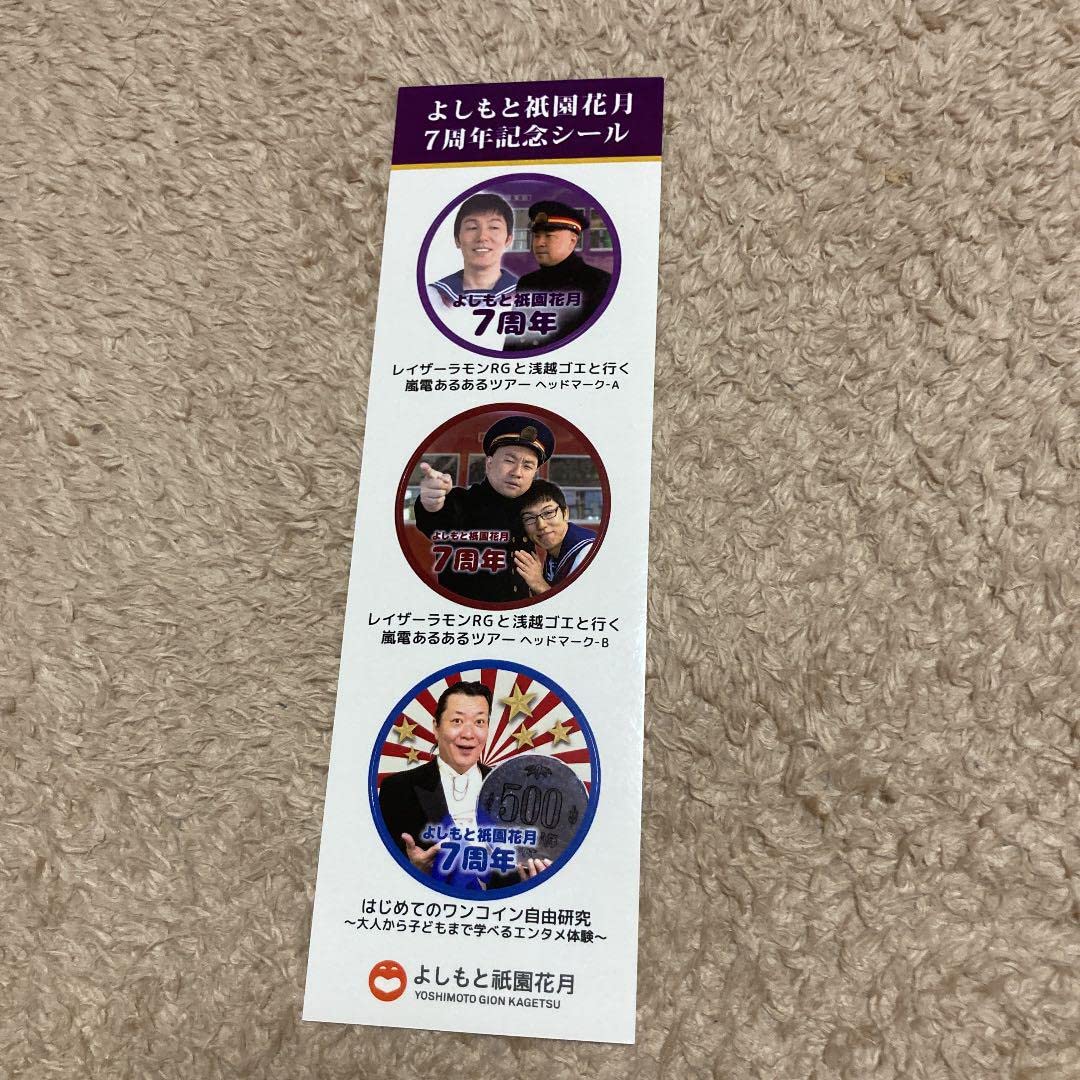 よしもと祇園花月
7周年記念シール
よしもと祇園花月
7周年
レイザーラモンRGと浅越ゴエと行く
嵐電あるあるツアー ヘッドマーク-A
よしもと祇園花月
7周年
レイザーラモンRGと浅越ゴエと行く
嵐電あるあるツアー ヘッドマーク-B
500
よしもと祇園花月
7周年
はじめてのワンコイン自由研究
～大人から子どもまで学べるエンタメ体験～
よしもと祇園花月
YOSHIMOTO GION KAGETSU